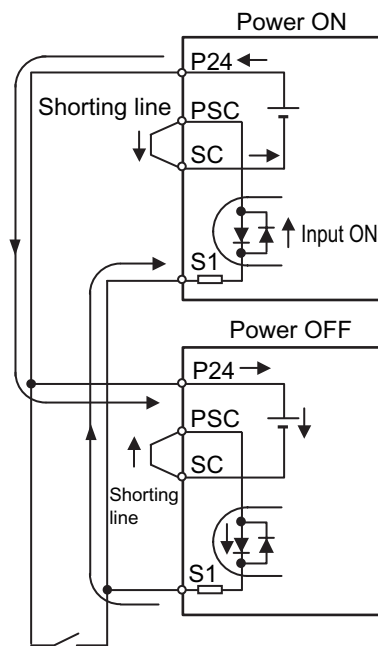 Power ON
P24
Shorting line
PSC
SC
Input ON
S1
Power OFF
P24
PSC
SC
Shorting
line
S1